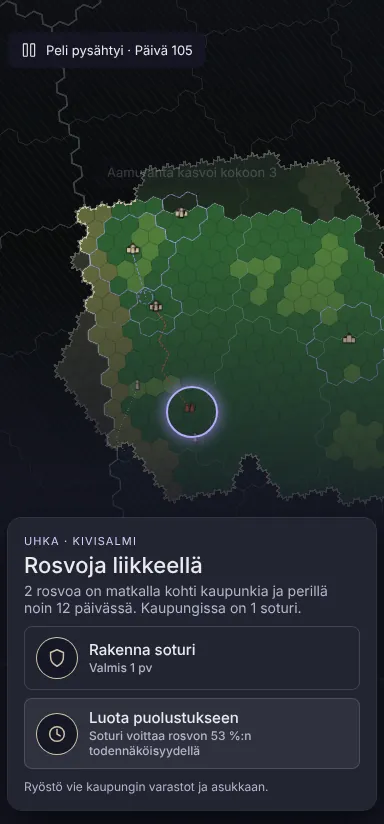 Peli pysähtyi · Päivä 105
Aamuranta kasvoi kokoon 3
UHKA · KIVISALMI
Rosvoja liikkeellä
2 rosvoa on matkalla kohti kaupunkia ja perillä
noin 12 päivässä. Kaupungissa on 1 soturi.
Rakenna soturi
Valmis 1 pv
Luota puolustukseen
Soturi voittaa rosvon 53 %:n
todennäköisyydellä
Ryöstö vie kaupungin varastot ja asukkaan.